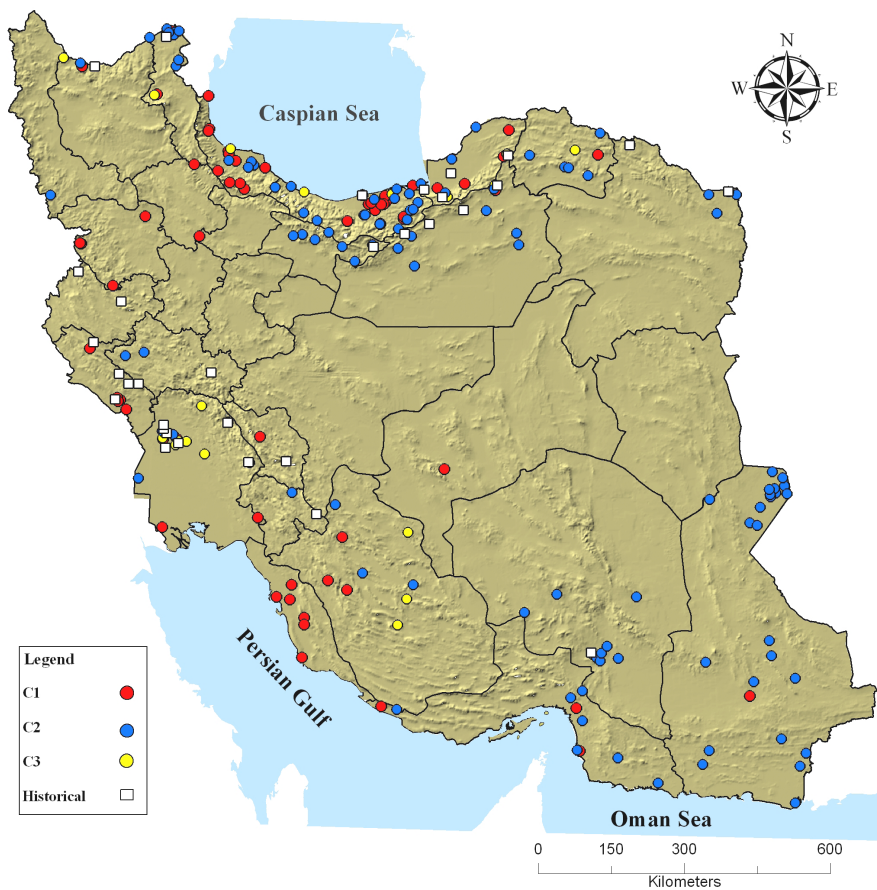 N
W E
S
Caspian Sea
Persian Gulf
Oman Sea
Legend
C1
C2
C3
Historical
0 150 300 600
Kilometers